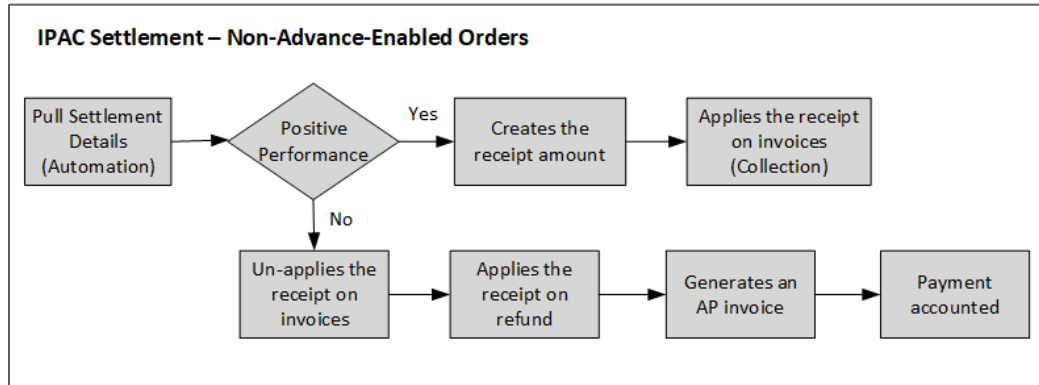 IPAC Settlement – Non-Advance-Enabled Orders
Pull Settlement
Details
(Automation)
Positive
Performance
Yes
Creates the
receipt amount
Applies the receipt
on invoices
(Collection)
No
Un-applies the
receipt on
invoices
Applies the
receipt on
refund
Generates an
AP invoice
Payment
accounted